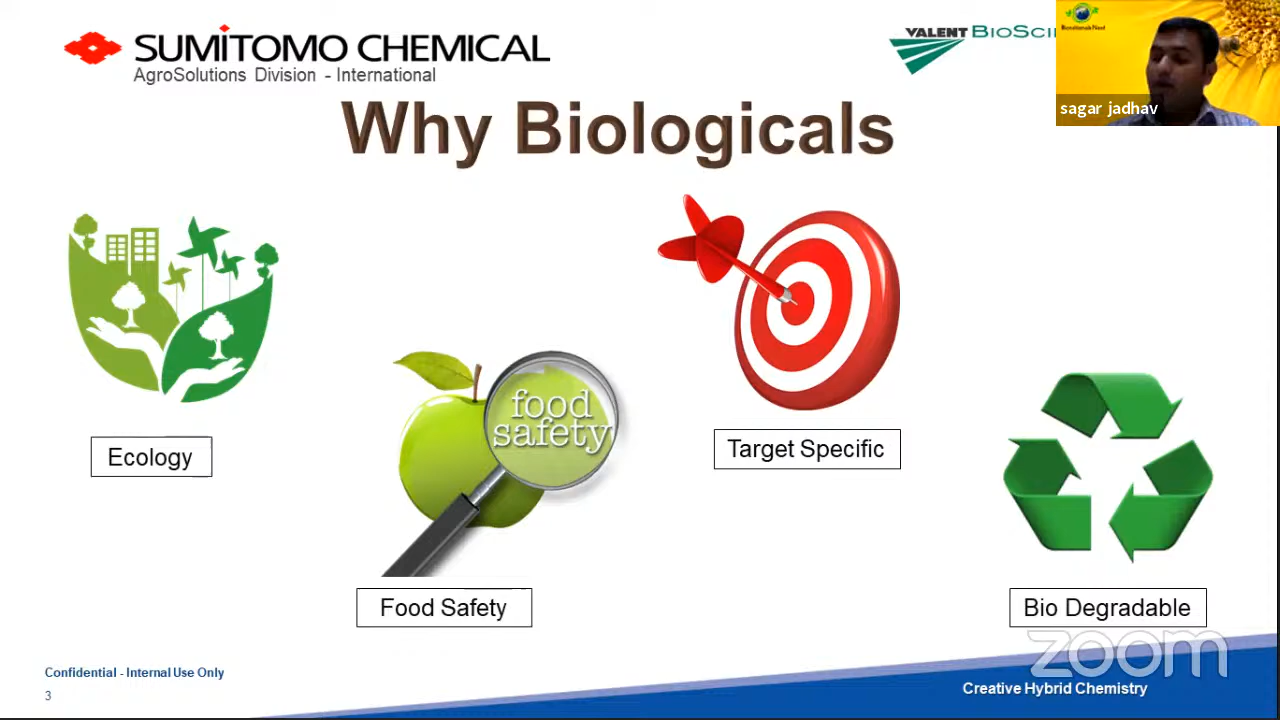 SUMITOMO CHEMICAL
AgroSolutions Division - International
VALENT BIOSCI
sagar jadhav
Why Biologicals
food
safety
Ecology
Target Specific
Food Safety
Bio Degradable
zoom
Confidential - Internal Use Only
3
Creative Hybrid Chemistry